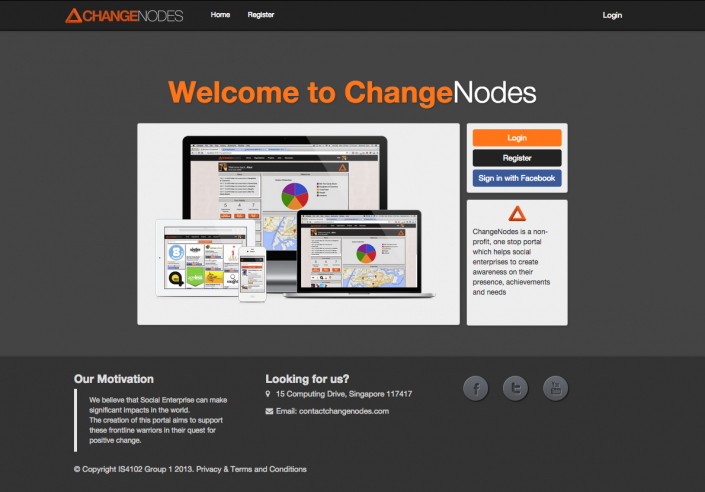 CHANGENODES
Home Register Login
Welcome to ChangeNodes
Login
Register
Sign in with Facebook
ChangeNodes is a non-
profit, one stop portal
which helps social
enterprises to create
awareness on their
presence, achievements
and needs
Our Motivation
We believe that Social Enterprise can make
significant impacts in the world.
The creation of this portal aims to support
these frontline warriors in their quest for
positive change.
Looking for us?
15 Computing Drive, Singapore 117417
Email: contactchangenodes.com
You
© Copyright IS4102 Group 1 2013. Privacy & Terms and Conditions